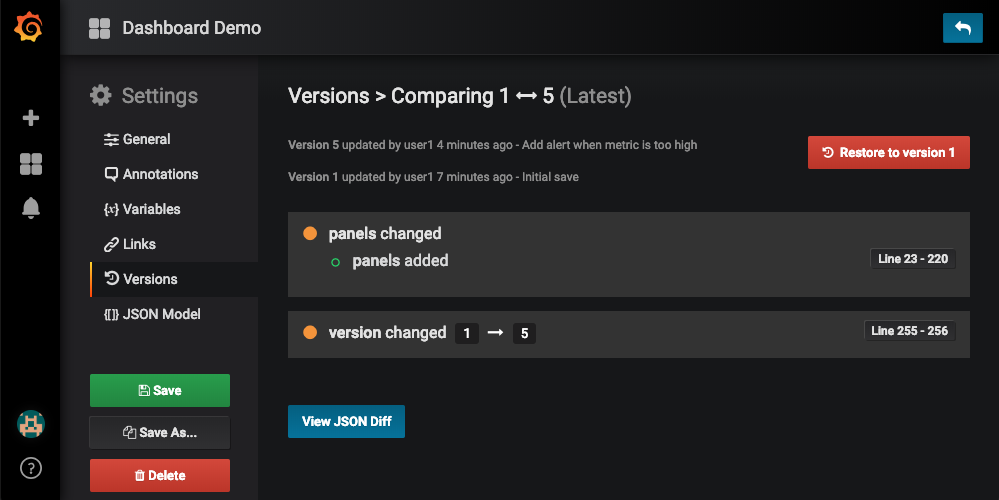 Dashboard Demo
Settings
General
Annotations
{x} Variables
Links
Versions
{[]} JSON Model
Save
Save As...
Delete
?
Versions > Comparing 1 ↔ 5 (Latest)
Version 5 updated by user1 4 minutes ago - Add alert when metric is too high
Version 1 updated by user1 7 minutes ago - Initial save
Restore to version 1
panels changed
panels added
Line 23 - 220
version changed 1 → 5
Line 255 - 256
View JSON Diff